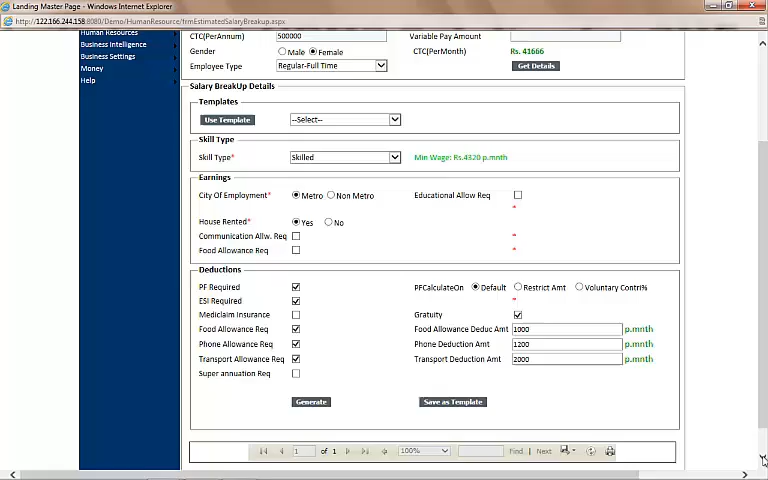 Landing Master Page - Windows Internet Explorer
http://122.166.244.158:8080/Demo/HumanResource/frmEstimatedSalaryBreakup.aspx
Human Resources
Business Intelligence
Business Settings
Money
Help
CTC(PerAnnum) 500000 Variable Pay Amount
Gender Male Female CTC(PerMonth) Rs. 41666
Employee Type Regular-Full Time Get Details
Salary BreakUp Details
Templates
Use Template --Select--
Skill Type
Skill Type* Skilled Min Wage: Rs.4320 p.mnth
Earnings
City Of Employment* Metro Non Metro Educational Allow Req
*
House Rented* Yes No
Communication Allw. Req *
Food Allowance Req *
Deductions
PF Required PFCalculateOn Default Restrict Amt Voluntary Contri%
ESI Required *
Mediclaim Insurance Gratuity
Food Allowance Req Food Allowance Deduc Amt 1000 p.mnth
Phone Allowance Req Phone Deduction Amt 1200 p.mnth
Transport Allowance Req Transport Deduction Amt 2000 p.mnth
Super annuation Req
Generate Save as Template
1 of 1 100% Find | Next